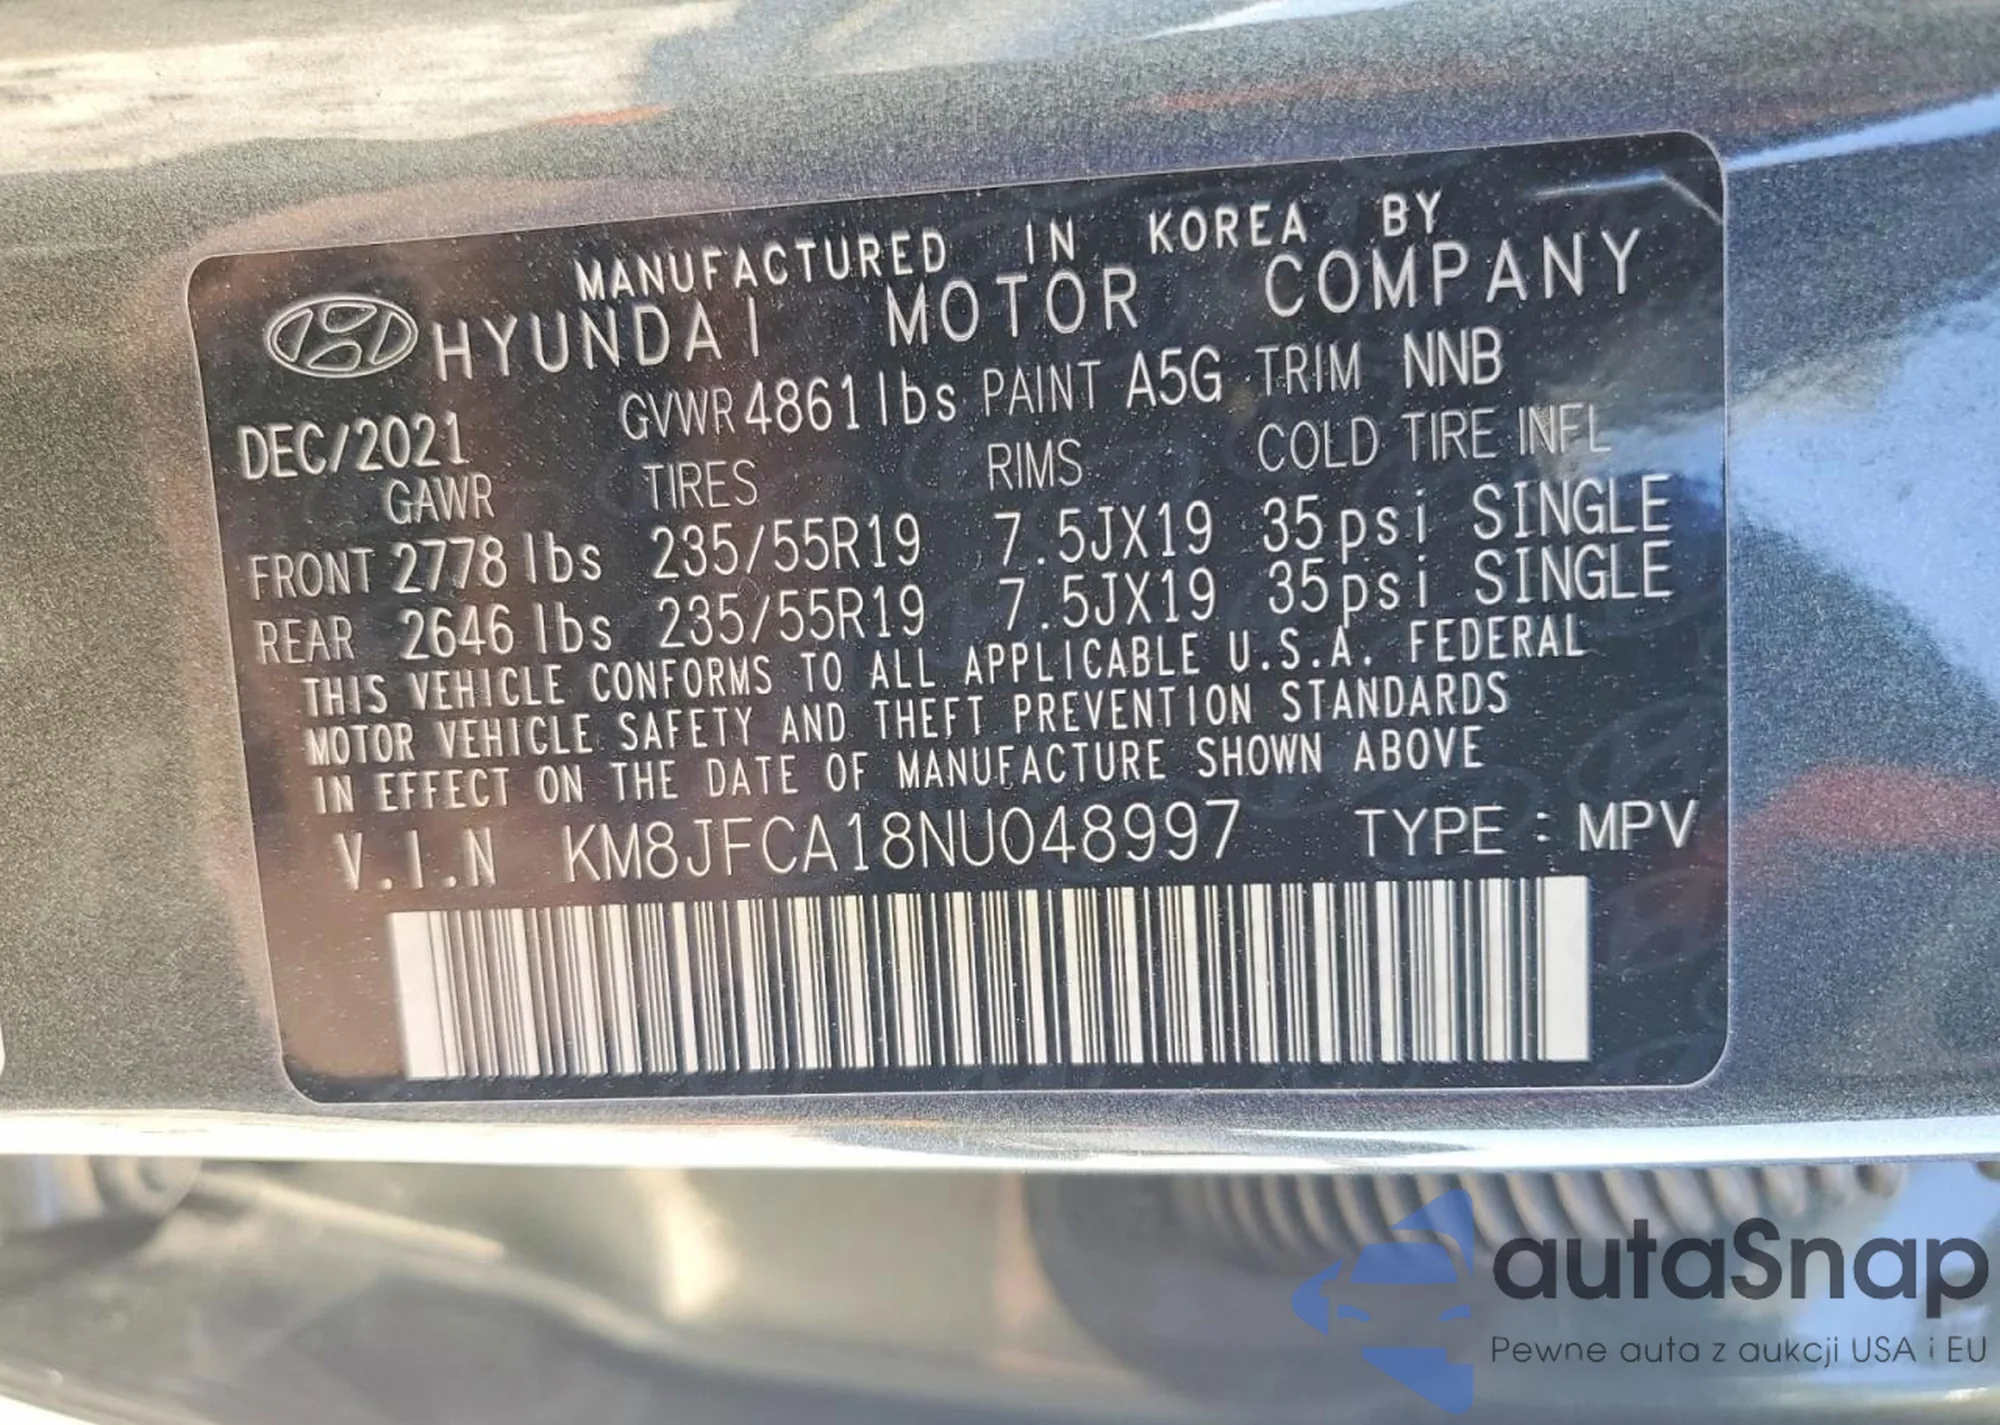 MANUFACTURED IN KOREA BY
HYUNDAI MOTOR COMPANY
DEC/2021 GVWR 4861 lbs PAINT A5G TRIM NNB
GAWR TIRES RIMS COLD TIRE INFL
FRONT 2778 lbs 235/55R19 7.5JX19 35psi SINGLE
REAR 2646 lbs 235/55R19 7.5JX19 35psi SINGLE
THIS VEHICLE CONFORMS TO ALL APPLICABLE U.S.A. FEDERAL
MOTOR VEHICLE SAFETY AND THEFT PREVENTION STANDARDS
IN EFFECT ON THE DATE OF MANUFACTURE SHOWN ABOVE
V.I.N KM8JFCA18NU048997 TYPE : MPV
autaSnap
Pewne auta z aukcji USA i EU